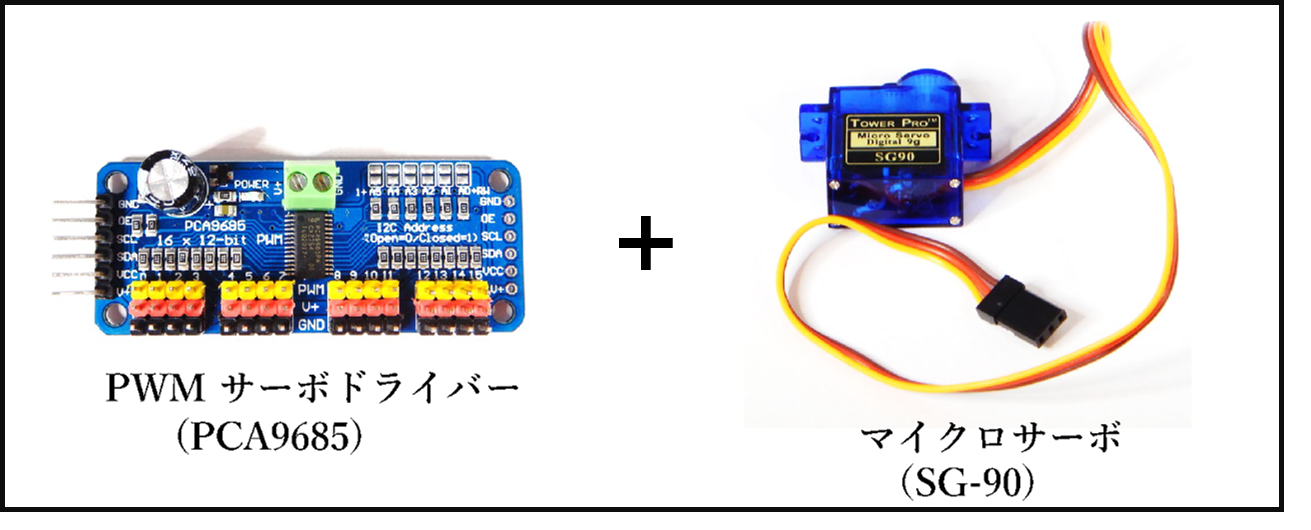 POWER
V+
GND
1+ A5 A4 A3 A2 A1 A0 +RW
GND
OE
SCL
SDA
VCC
V+
PCA9685
16 x 12-bit PWM
I2C Address
(Open=0/Closed=1)
GND
OE
SCL
SDA
VCC
V+
0 1 2 3 4 5 6 7 8 9 10 11 12 13 14 15
PWM
V+
GND
PWM サーボドライバー
(PCA9685)
+
TOWER PRO™
Micro Servo
Digital 9g
SG90
マイクロサーボ
(SG-90)